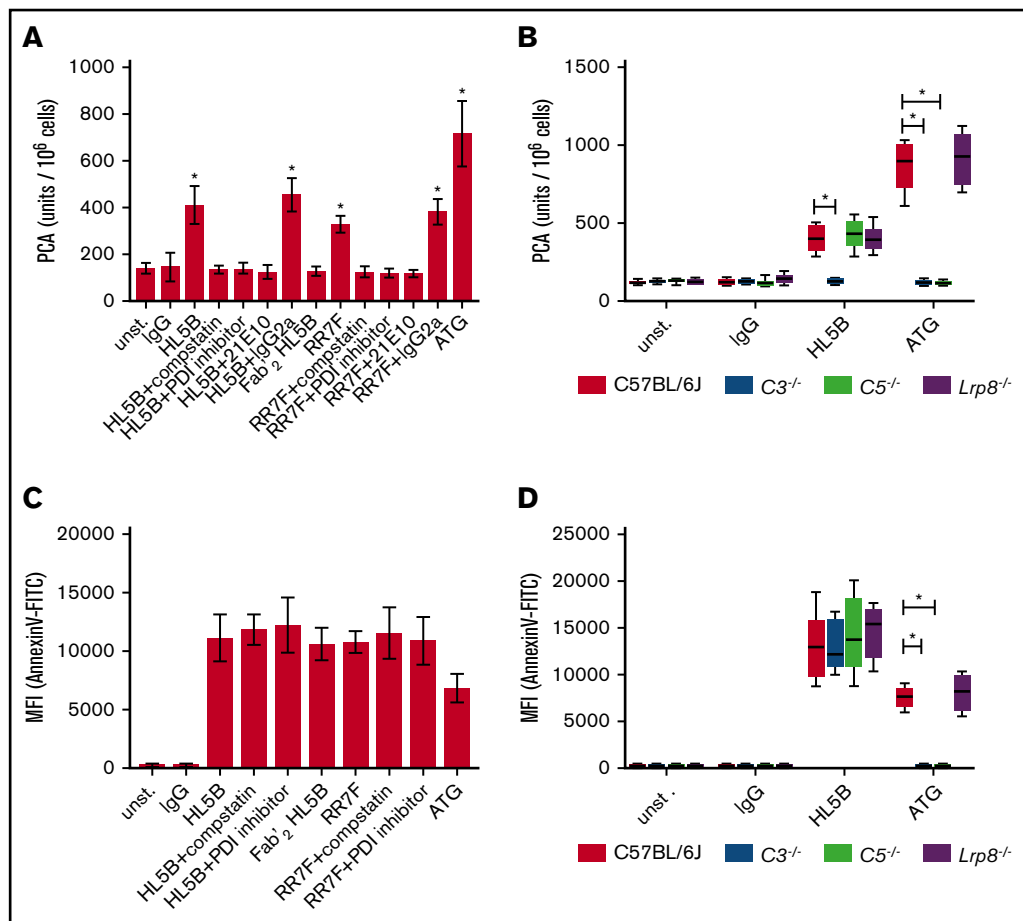 A
PCA (units / 10⁶ cells)
1000
800
600
400
200
0
* * * * *
unst.
IgG
HL5B
HL5B+compstatin
HL5B+PDI inhibitor
HL5B+21E10
HL5B+IgG2a
Fab'₂ HL5B
RR7F
RR7F+compstatin
RR7F+PDI inhibitor
RR7F+21E10
RR7F+IgG2a
ATG
B
PCA (units / 10⁶ cells)
1500
1000
500
0
* * *
unst.
IgG
HL5B
ATG
C57BL/6J C3⁻/⁻ C5⁻/⁻ Lrp8⁻/⁻
C
MFI (AnnexinV-FITC)
20000
15000
10000
5000
0
unst.
IgG
HL5B
HL5B+compstatin
HL5B+PDI inhibitor
Fab'₂ HL5B
RR7F
RR7F+compstatin
RR7F+PDI inhibitor
ATG
D
MFI (AnnexinV-FITC)
25000
20000
15000
10000
5000
0
* *
unst .
IgG
HL5B
ATG
C57BL/6J C3⁻/⁻ C5⁻/⁻ Lrp8⁻/⁻